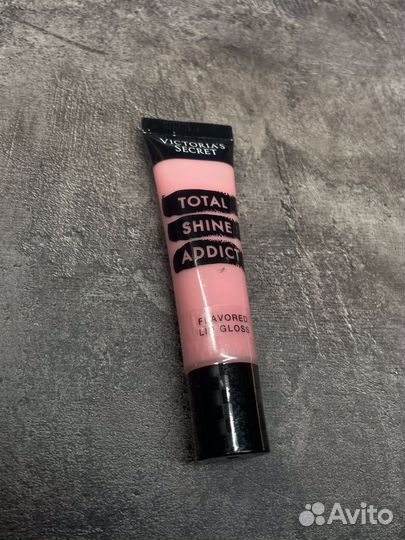 VICTORIA'S
SECRET
TOTAL
SHINE
ADDICT
FLAVORED
LIP GLOSS
Avito